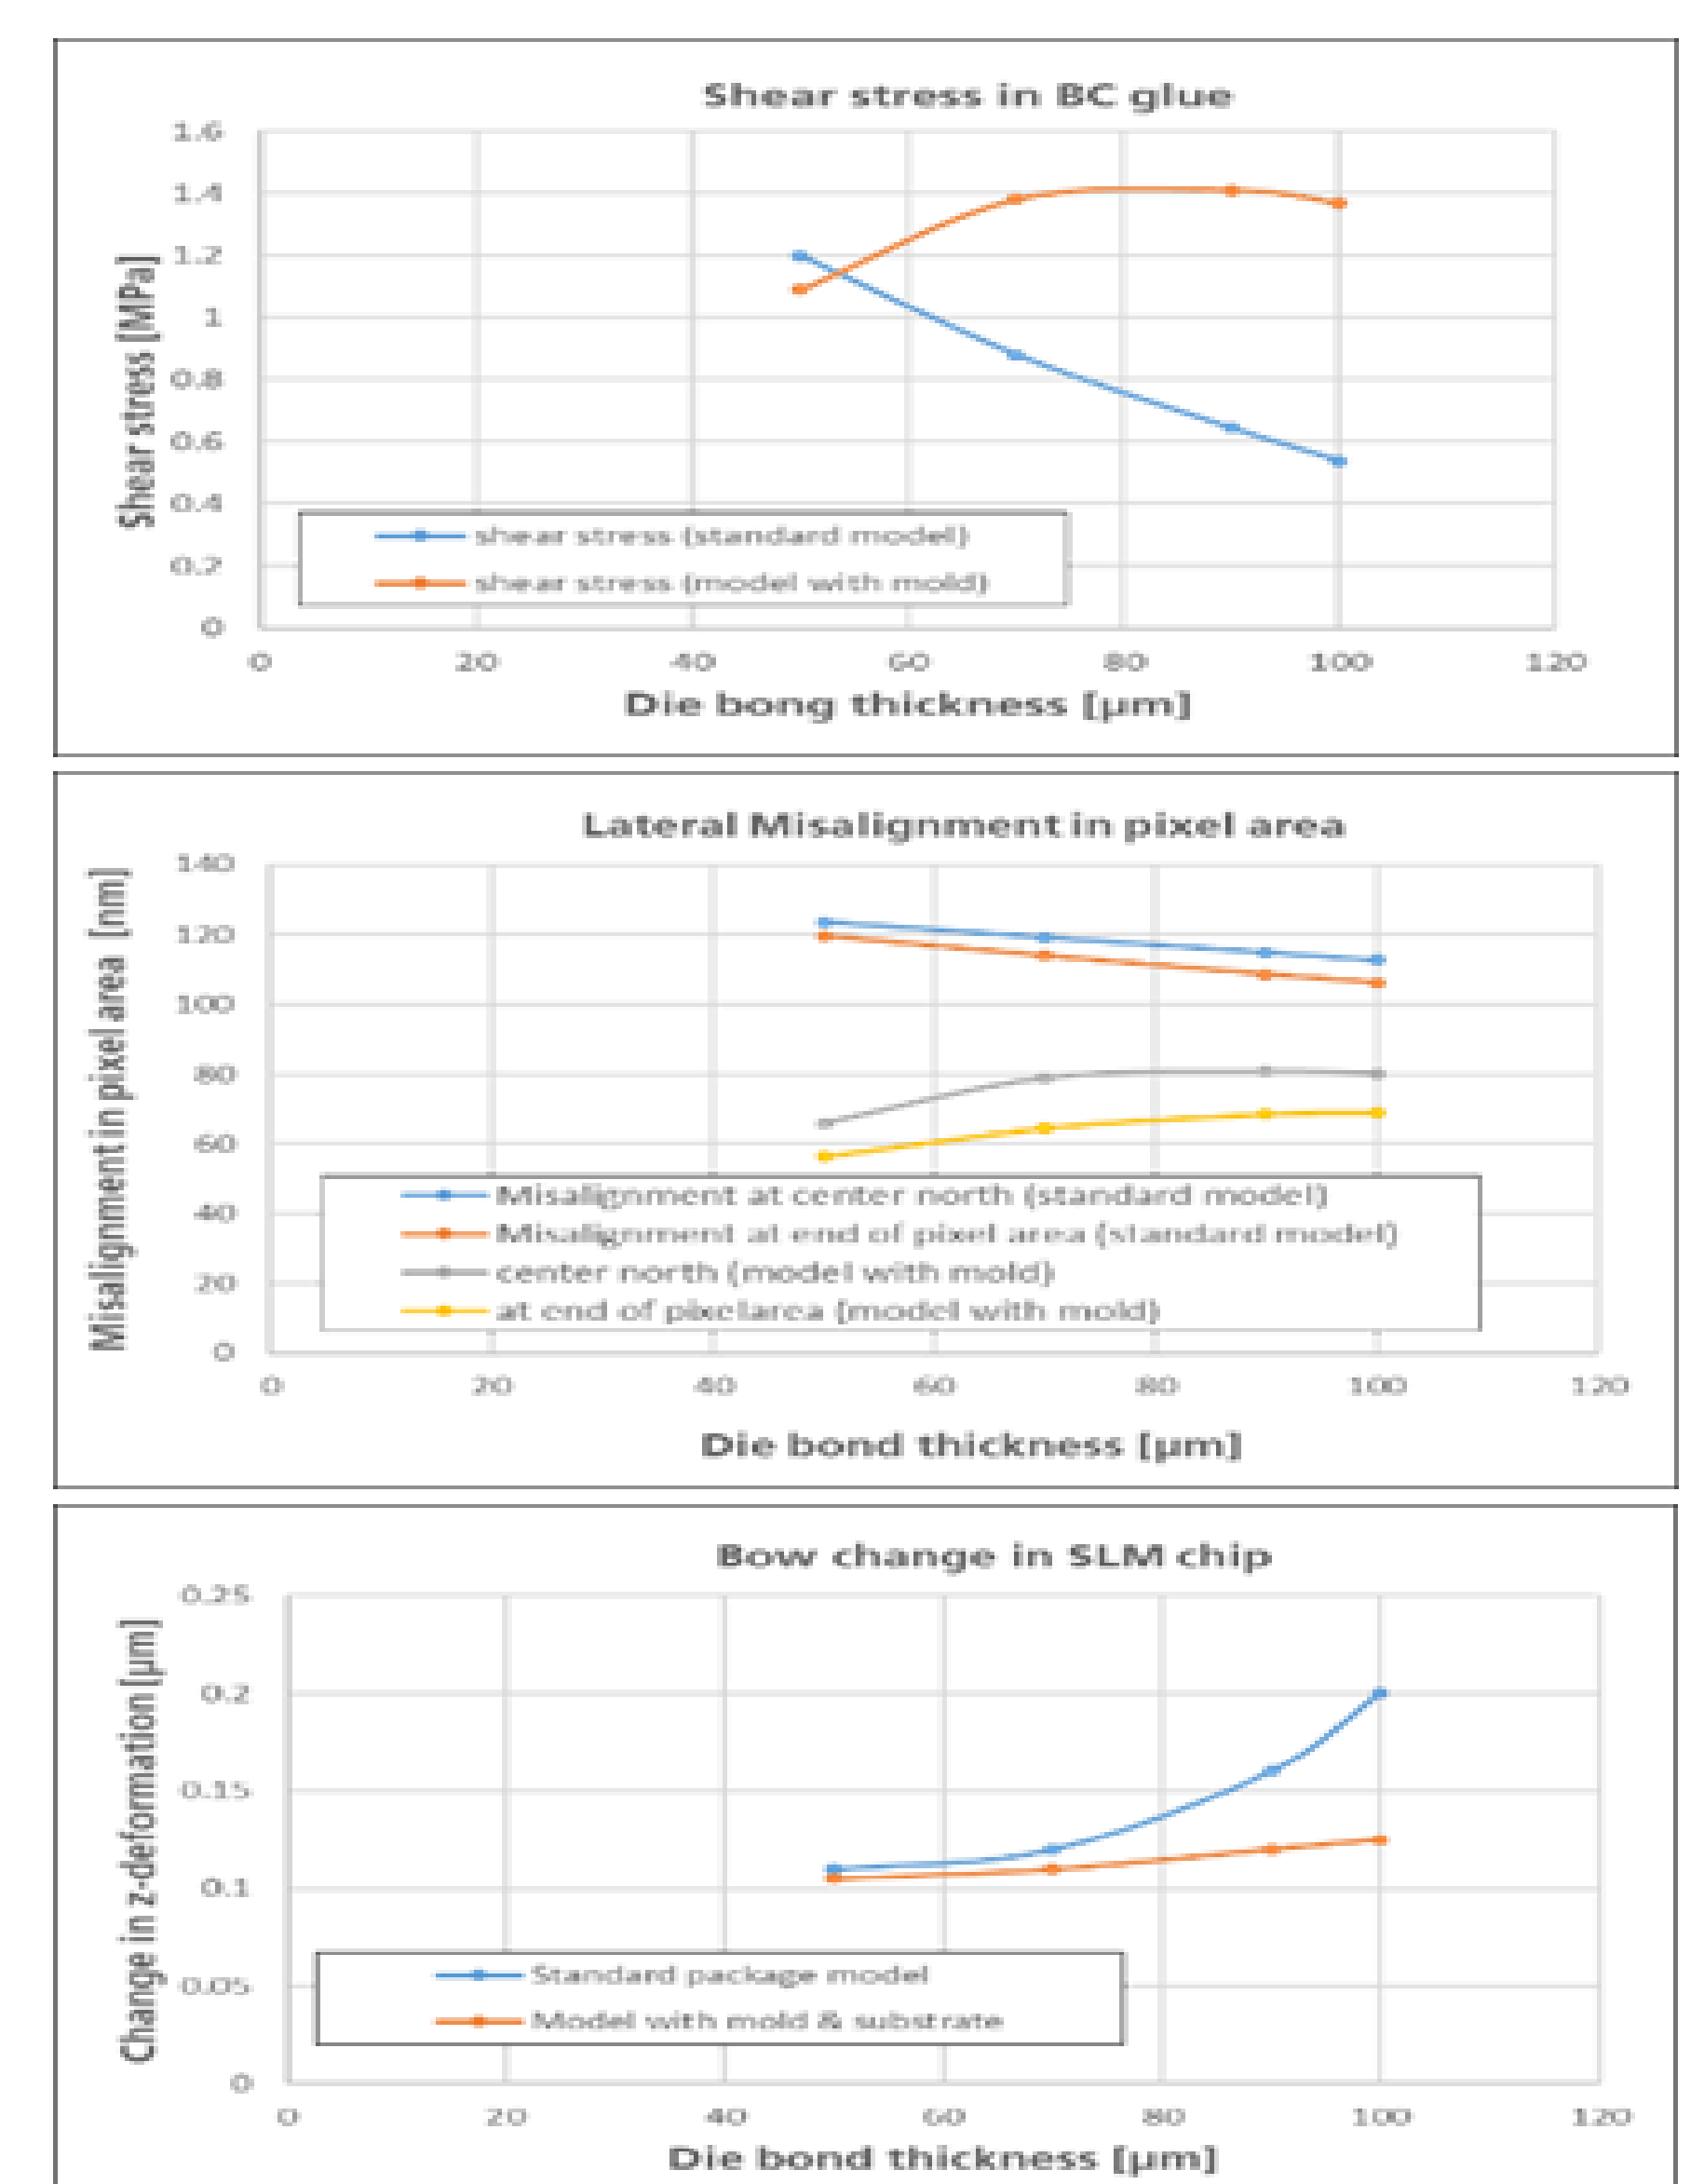 Shear stress in BC glue
Shear stress [MPa]
1.6
1.4
1.2
1
0.8
0.6
0.4
0.2
0
shear stress (standard model)
shear stress (model with mold)
0 20 40 60 80 100 120
Die bong thickness [µm]
Lateral Misalignment in pixel area
Misalignment in pixel area [nm]
140
120
100
80
60
40
20
0
Misalignment at center north (standard model)
Misalignment at end of pixel area (standard model)
center north (model with mold)
at end of pixelarea (model with mold)
0 20 40 60 80 100 120
Die bond thickness [µm]
Bow change in SLM chip
Change in z-deformation [µm]
0.25
0.2
0.15
0.1
0.05
0
Standard package model
Model with mold & substrate
0 20 40 60 80 100 120
Die bond thickness [µm]